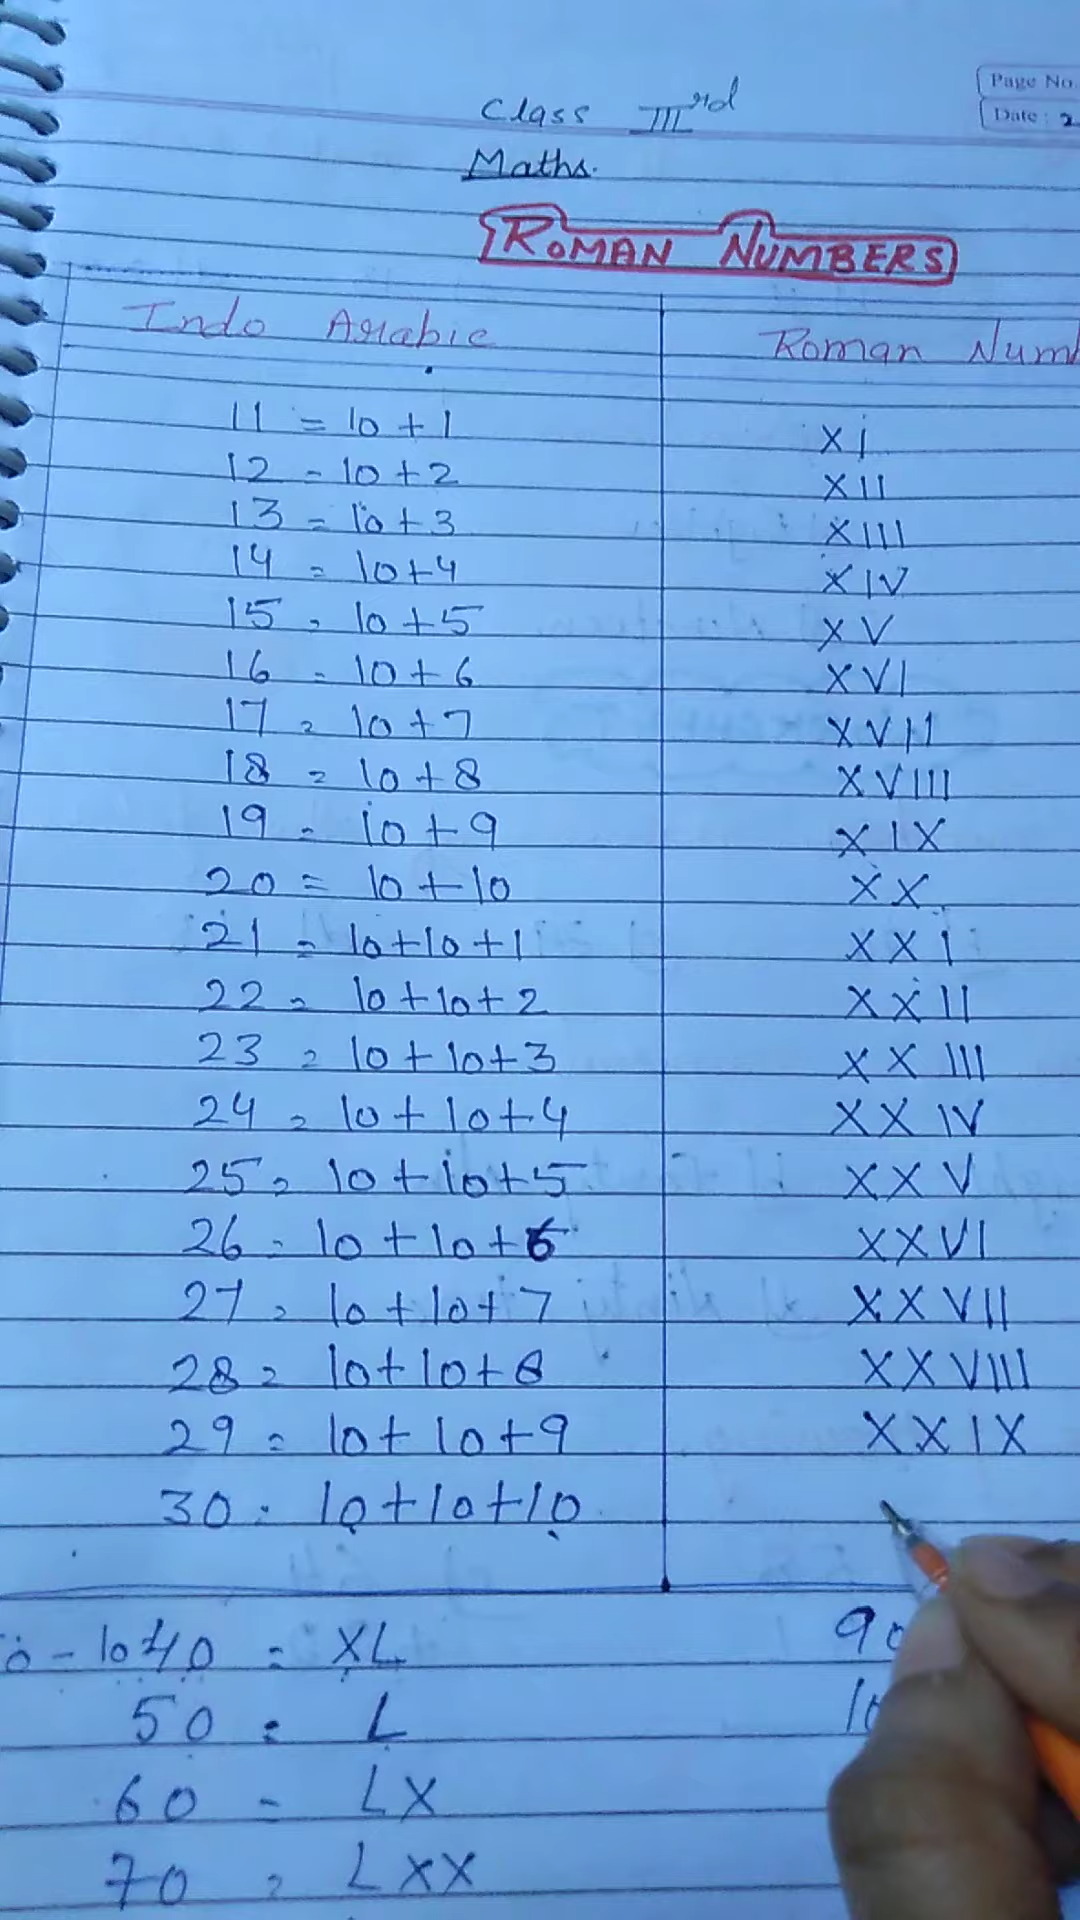 Page No.
Class IIIrd
Date : 2
Maths.
ROMAN NUMBERS
Indo Arabic Roman Num
11 = 10 + 1 XI
12 = 10 + 2 XII
13 = 10 + 3 XIII
14 = 10+4 XIV
15 = 10 + 5 XV
16 = 10 + 6 XVI
17 = 10 + 7 XVII
18 = 10 + 8 XVIII
19 = 10 + 9 XIX
20 = 10 + 10 XX
21 = 10+10+1 XXI
22 = 10+10+2 XXII
23 = 10+10+3 XXIII
24 = 10+10+4 XXIV
25 = 10+10+5 XXV
26 = 10+10+6 XXVI
27 = 10+10+7 XXVII
28 = 10+10+8 XXVIII
29 = 10+10+9 XXIX
30 = 10+10+10
- 10 40 = XL 90
50 = L 10
60 = LX
70 = LXX